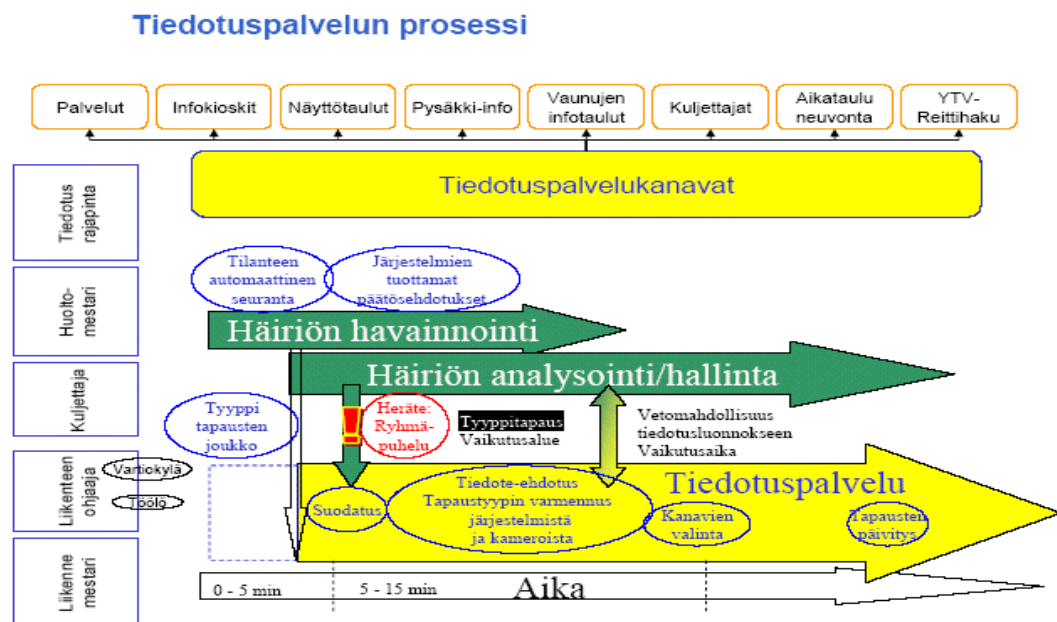 Tiedotuspalvelun prosessi
Palvelut
Infokioskit
Näyttötaulut
Pysäkki-info
Vaunujen
infotaulut
Kuljettajat
Aikataulu
neuvonta
YTV-
Reittihaku
Tiedotuspalvelukanavat
Tiedotus
rajapinta
Huolto-
mestari
Kuljettaja
Liikenteen
ohjaaja
Liikenne
mestari
Tilanteen
automaattinen
seuranta
Järjestelmien
tuottamat
päätösehdotukset
Häiriön havainnointi
Häiriön analysointi/hallinta
Tyyppi
tapausten
joukko
!
Heräte:
Ryhmä-
puhelu
Tyyppitapaus
Vaikutusalue
Vetomahdollisuus
tiedotusluonnokseen
Vaikutusaika
Vartiokylä
Töölö
Suodatus
Tiedote-ehdotus
Tapaustyypin varmennus
järjestelmistä
ja kameroista
Tiedotuspalvelu
Kanavien
valinta
Tapausten
päivitys
0 - 5 min
5 - 15 min
Aika